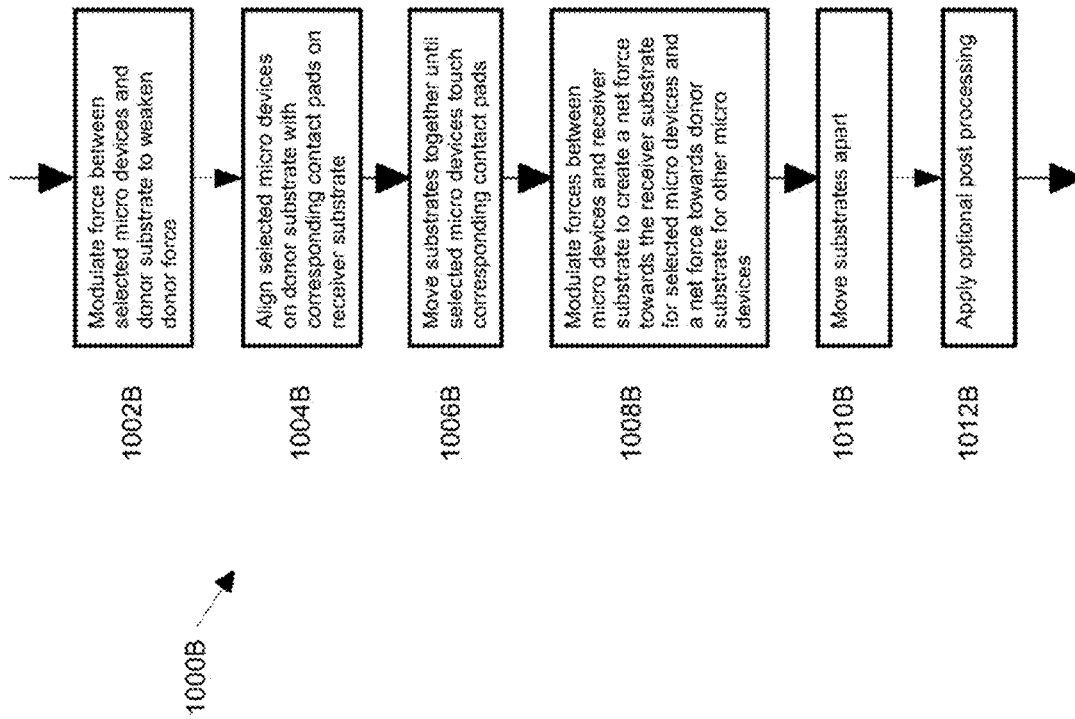 1000B
1002B
Modulate force between
selected micro devices and
donor substrate to weaken
donor force
1004B
Align selected micro devices
on donor substrate with
corresponding contact pads on
receiver substrate
1006B
Move substrates together until
selected micro devices touch
corresponding contact pads
1008B
Modulate forces between
micro devices and receiver
substrate to create a net force
towards the receiver substrate
for selected micro devices and
a net force towards donor
substrate for other micro
devices
1010B
Move substrates apart
1012B
Apply optional post processing